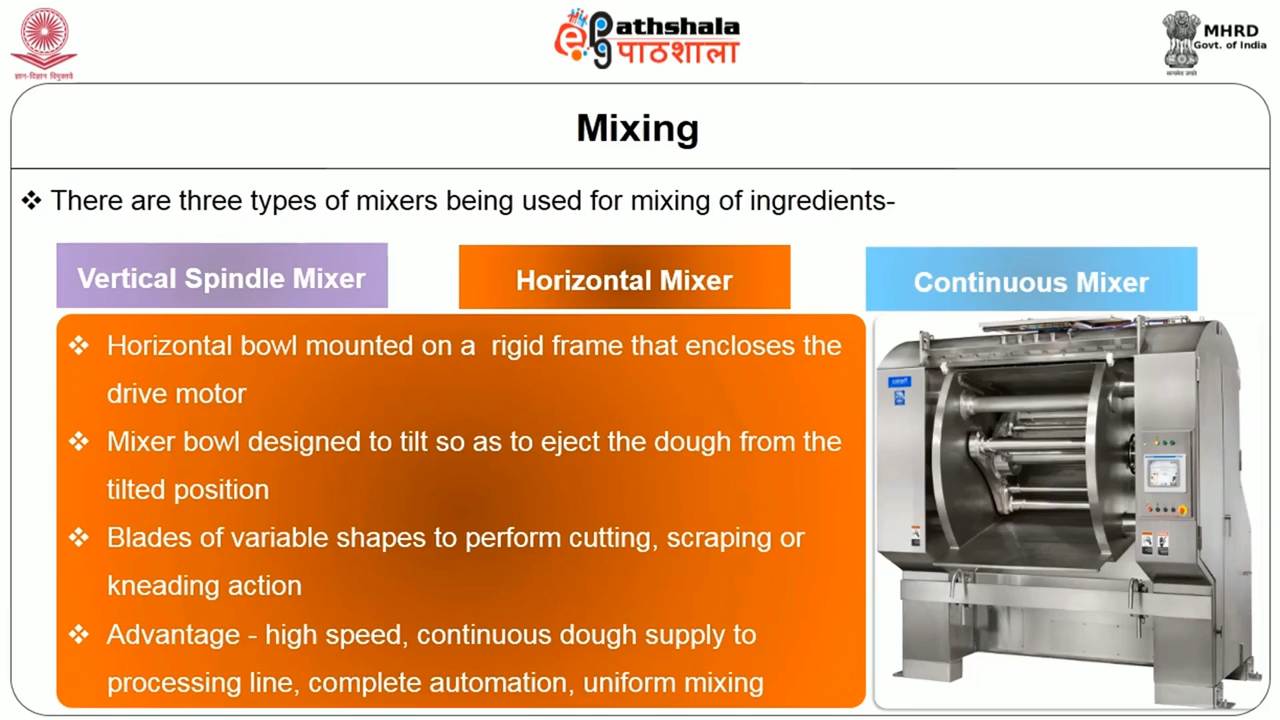 ज्ञान-विज्ञान विमुक्तये
ePathshala
पाठशाला
MHRD
Govt. of India
सत्यमेव जयते
Mixing
❖ There are three types of mixers being used for mixing of ingredients-
Vertical Spindle Mixer
Horizontal Mixer
Continuous Mixer
❖ Horizontal bowl mounted on a rigid frame that encloses the
drive motor
❖ Mixer bowl designed to tilt so as to eject the dough from the
tilted position
❖ Blades of variable shapes to perform cutting, scraping or
kneading action
❖ Advantage - high speed, continuous dough supply to
processing line, complete automation, uniform mixing